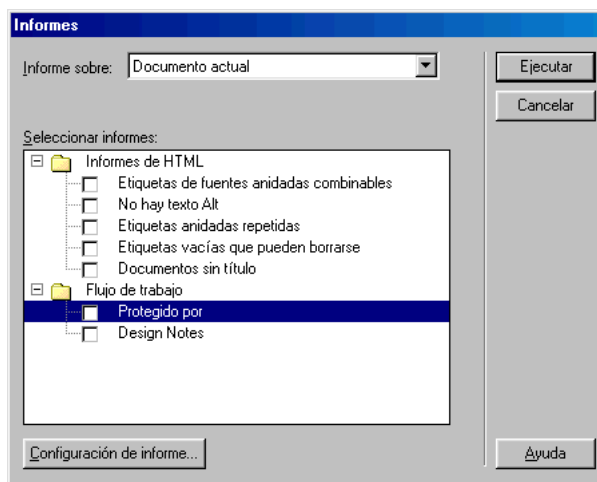 Informes
Informe sobre: Documento actual
Ejecutar
Cancelar
Seleccionar informes:
Informes de HTML
Etiquetas de fuentes anidadas combinables
No hay texto Alt
Etiquetas anidadas repetidas
Etiquetas vacías que pueden borrarse
Documentos sin título
Flujo de trabajo
Protegido por
Design Notes
Configuración de informe...
Ayuda